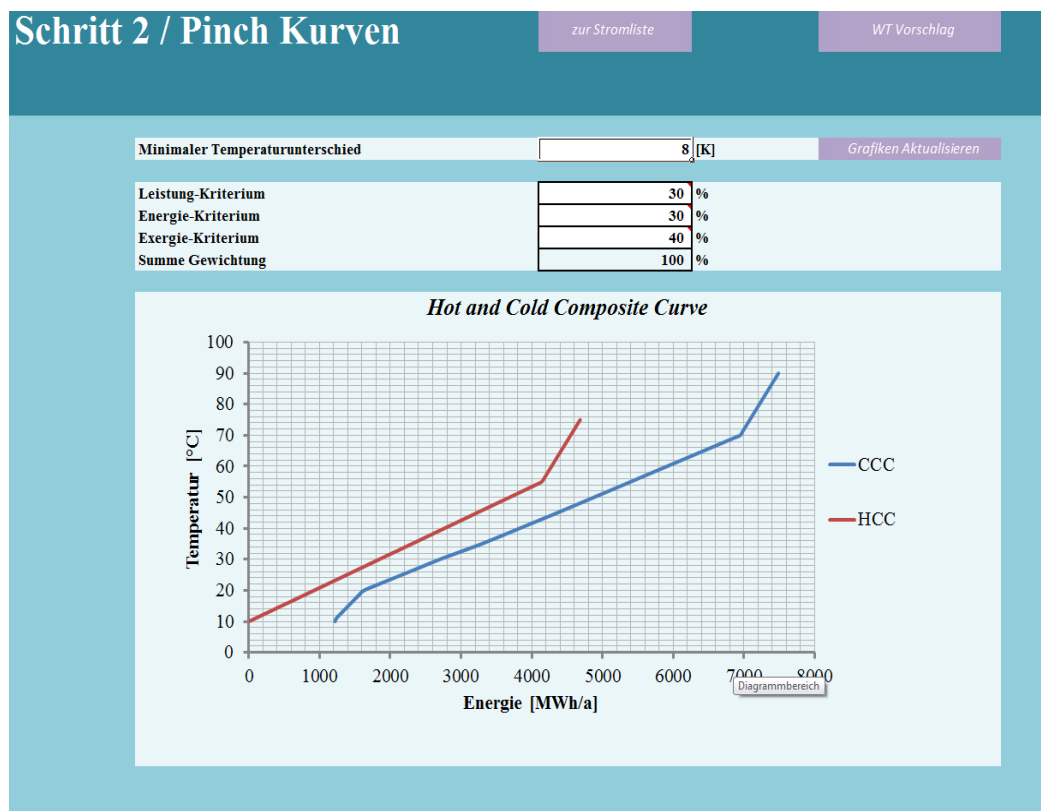 Schritt 2 / Pinch Kurven
zur Stromliste
WT Vorschlag
Minimaler Temperaturunterschied 8 [K]
Grafiken Aktualisieren
Leistung-Kriterium 30 %
Energie-Kriterium 30 %
Exergie-Kriterium 40 %
Summe Gewichtung 100 %
Hot and Cold Composite Curve
100
90
80
70
60
50
40
30
20
10
0
Temperatur [°C]
CCC
HCC
0 1000 2000 3000 4000 5000 6000 7000 8000
Diagrammbereich
Energie [MWh/a]